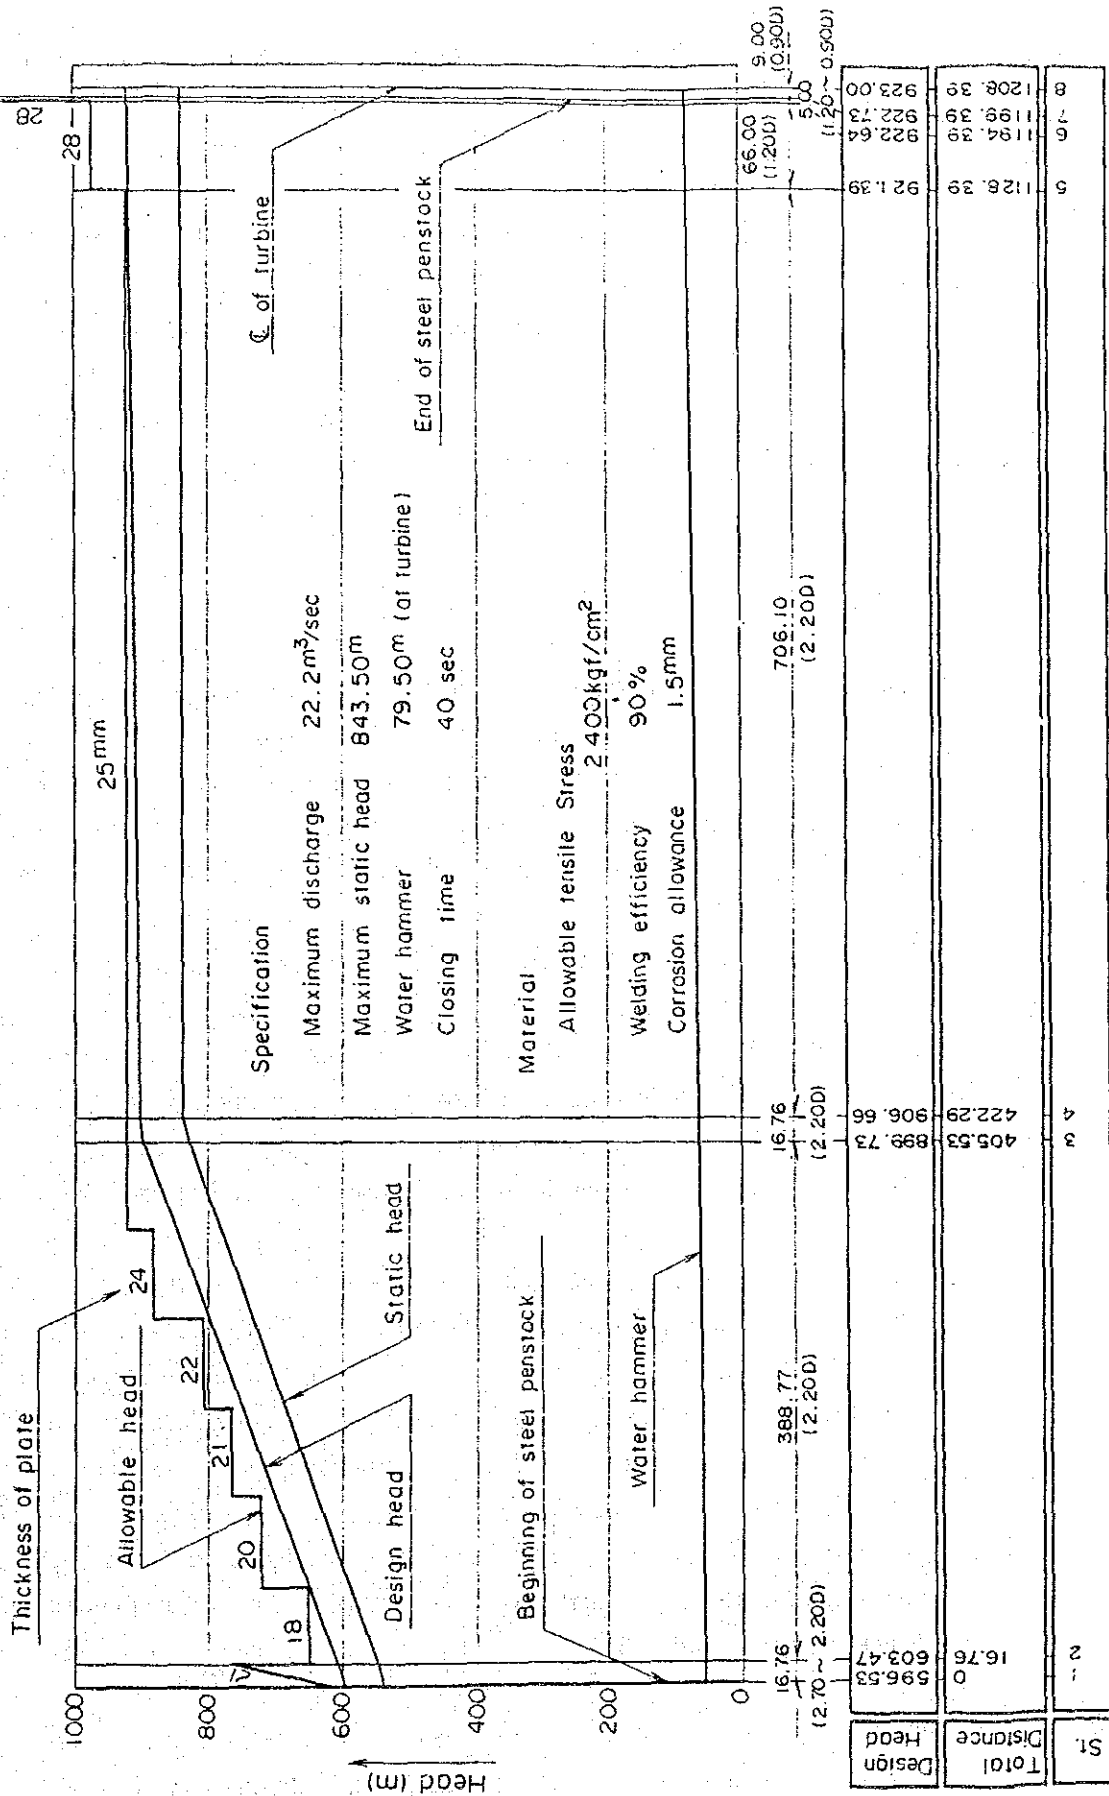 Thickness of plate
Allowable head
18
20
21
22
24
25mm
28
28
Design head
Static head
Beginning of steel penstock
Water hammer
Specification
Maximum discharge 22.2m³/sec
Maximum static head 843.50m
Water hammer 79.50m (at turbine)
Closing time 40 sec
Material
Allowable tensile Stress
2 400kgf/cm²
Welding efficiency 90%
Corrosion allowance 1.5mm
℄ of turbine
End of steel penstock
Head (m)
1000
800
600
400
200
0
16.76
(2.70~2.20D)
388.77
(2.20D)
16.76
(2.20D)
706.10
(2.20D)
66.00
(1.20D)
5.00
(1.20~0.90D)
9.00
(0.90D)
Design Head 596.53 603.47 899.73 906.66 921.39 922.64 922.73 923.00
Total Distance 0 16.76 405.53 422.29 1128.39 1194.39 1199.39 1208.39
St. 1 2 3 4 5 6 7 8